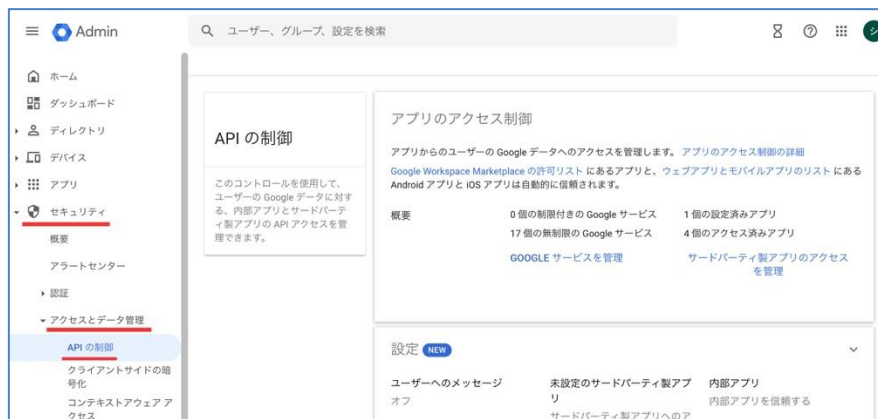 Admin
ユーザー、グループ、設定を検索
シ
ホーム
ダッシュボード
ディレクトリ
デバイス
アプリ
セキュリティ
概要
アラートセンター
認証
アクセスとデータ管理
API の制御
クライアントサイドの暗
号化
コンテキストアウェア ア
クセス
API の制御
このコントロールを使用して、
ユーザーの Google データに対す
る、内部アプリとサードパーテ
ィ製アプリの API アクセスを管
理できます。
アプリのアクセス制御
アプリからのユーザーの Google データへのアクセスを管理します。 アプリのアクセス制御の詳細
Google Workspace Marketplace の許可リスト にあるアプリと、ウェブアプリとモバイルアプリのリスト にある
Android アプリと iOS アプリは自動的に信頼されます。
概要
0 個の制限付きの Google サービス 1 個の設定済みアプリ
17 個の無制限の Google サービス 4 個のアクセス済みアプリ
GOOGLE サービスを管理 サードパーティ製アプリのアクセス
を管理
設定 NEW
ユーザーへのメッセージ 未設定のサードパーティ製アプ 内部アプリ
オフ リ 内部アプリを信頼する
サードパーティ製アプリへのア